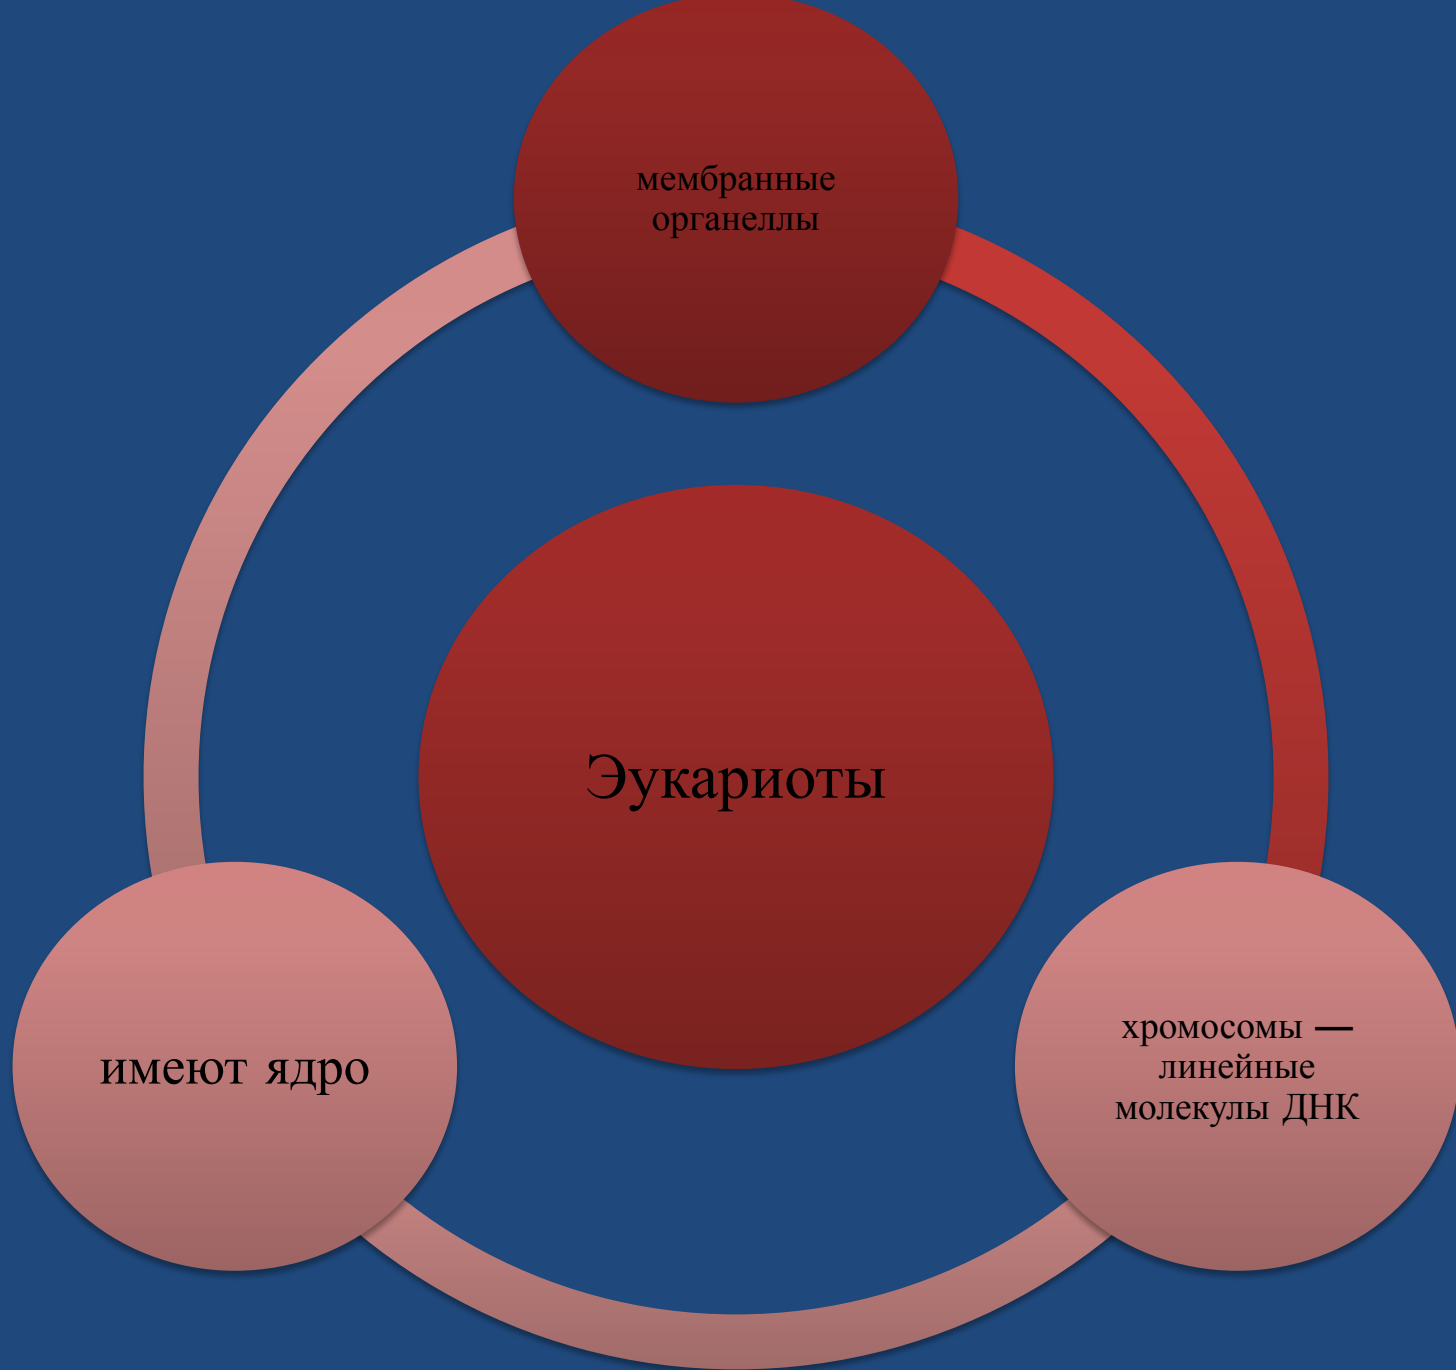 мембранные
органеллы
Эукариоты
имеют ядро
хромосомы —
линейные
молекулы ДНК